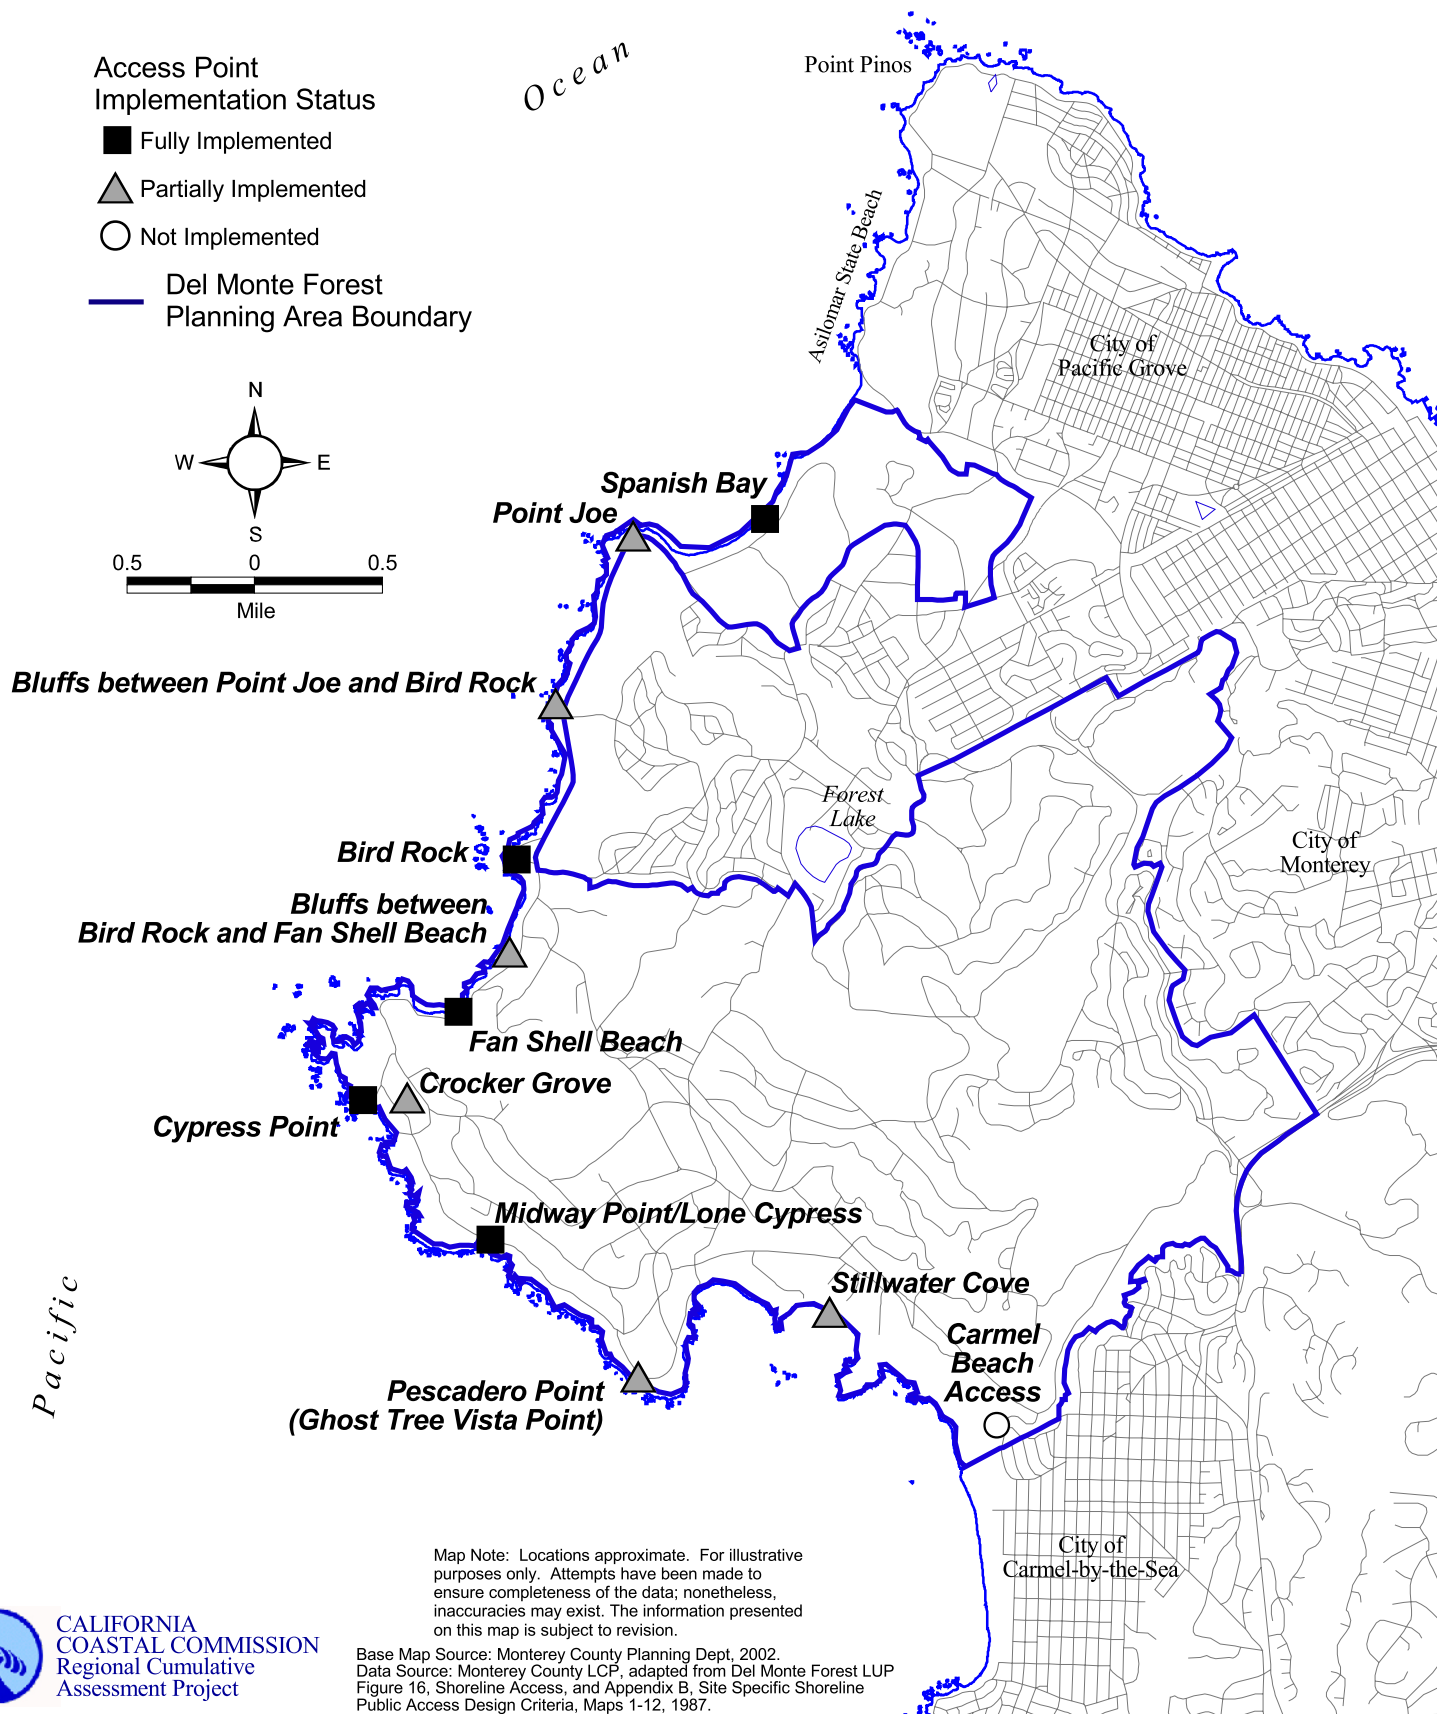 Access Point
Implementation Status
Fully Implemented
Partially Implemented
Not Implemented
Del Monte Forest
Planning Area Boundary
Ocean
Point Pinos
Asilomar State Beach
City of
Pacific Grove
N
W E
S
0.5 0 0.5
Mile
Spanish Bay
Point Joe
Bluffs between Point Joe and Bird Rock
Forest
Lake
City of
Monterey
Bird Rock
Bluffs between
Bird Rock and Fan Shell Beach
Fan Shell Beach
Crocker Grove
Cypress Point
Midway Point/Lone Cypress
Stillwater Cove
Carmel
Beach
Access
Pescadero Point
(Ghost Tree Vista Point)
Pacific
City of
Carmel-by-the-Sea
Map Note: Locations approximate. For illustrative
purposes only. Attempts have been made to
ensure completeness of the data; nonetheless,
inaccuracies may exist. The information presented
on this map is subject to revision.
CALIFORNIA
COASTAL COMMISSION
Regional Cumulative
Assessment Project
Base Map Source: Monterey County Planning Dept, 2002.
Data Source: Monterey County LCP, adapted from Del Monte Forest LUP
Figure 16, Shoreline Access, and Appendix B, Site Specific Shoreline
Public Access Design Criteria, Maps 1-12, 1987.